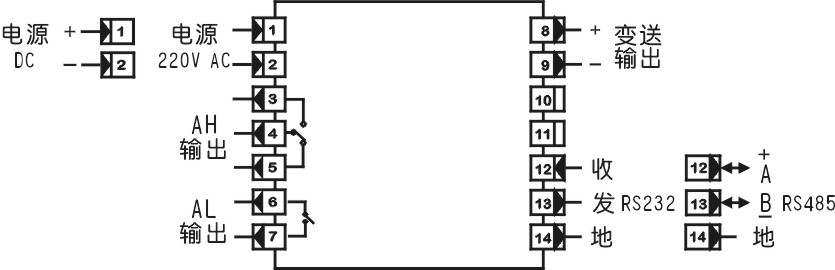 电源 + 1 电源 1 8 + 变送
DC − 2 220V AC 2 9 − 输出
3 10
AH 4 11
输出
5 12 收 12 + A
AL 6 13 发 RS232 13 B RS485
输出 7 14 地 14 − 地